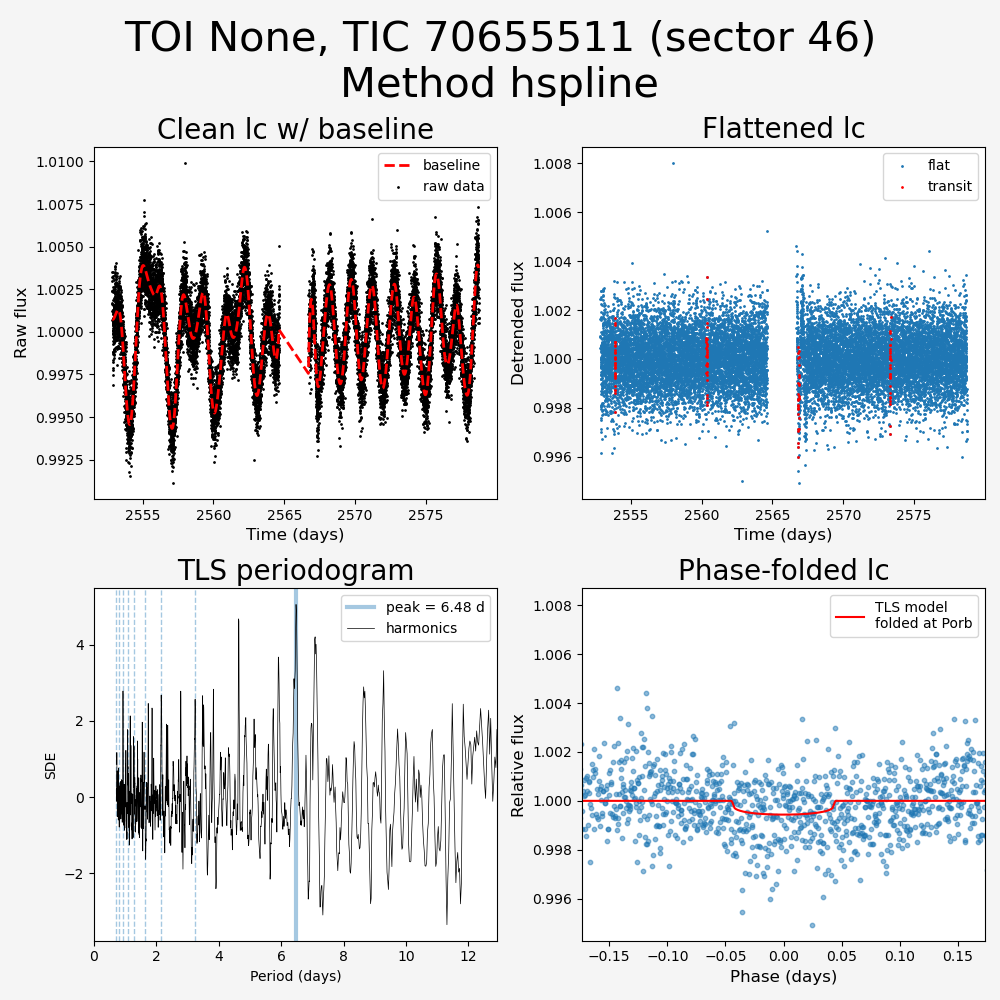 TOI None, TIC 70655511 (sector 46)
Method hspline
Clean lc w/ baseline
Flattened lc
1.0100
1.0075
1.0050
1.0025
1.0000
0.9975
0.9950
0.9925
Raw flux
baseline
raw data
2555
2560
2565
2570
2575
Time (days)
1.008
1.006
1.004
1.002
1.000
0.998
0.996
Detrended flux
flat
transit
2555
2560
2565
2570
2575
Time (days)
TLS periodogram
Phase-folded lc
4
2
0
−2
SDE
peak = 6.48 d
harmonics
0
2
4
6
8
10
12
Period (days)
1.008
1.006
1.004
1.002
1.000
0.998
0.996
Relative flux
TLS model
folded at Porb
−0.15
−0.10
−0.05
0.00
0.05
0.10
0.15
Phase (days)